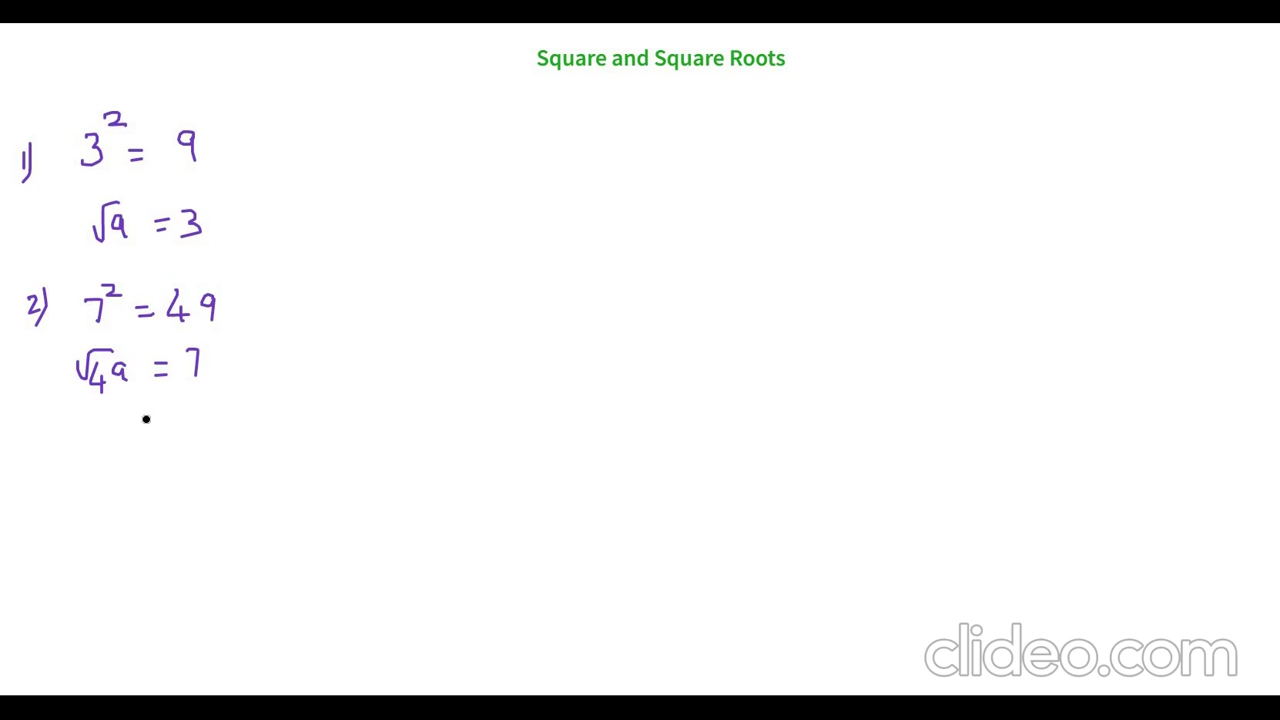 Square and Square Roots
1) 3² = 9
√9 = 3
2) 7² = 49
√49 = 7
clideo.com